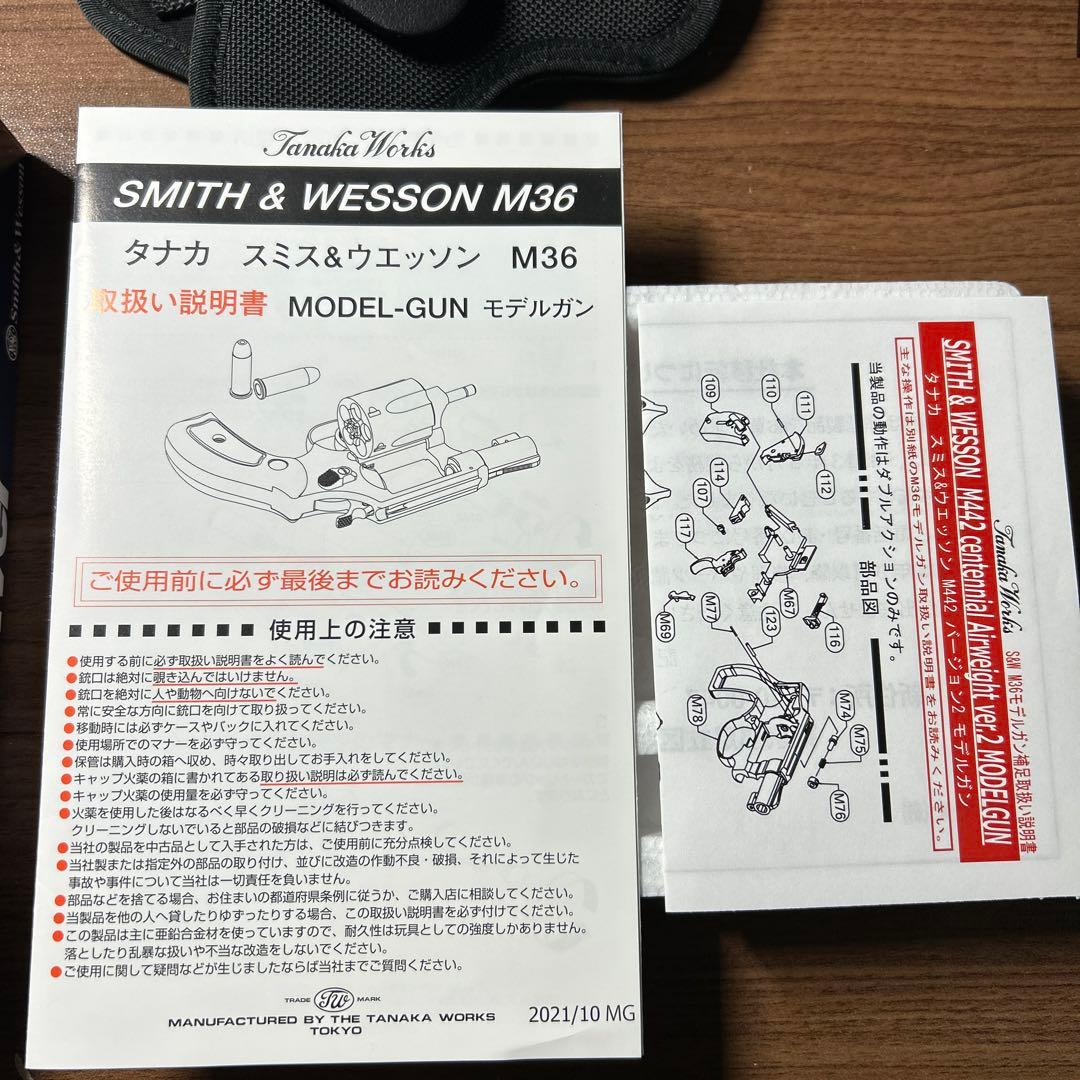 Tanaka Works
SMITH & WESSON M36
タナカ スミス&ウエッソン M36
取扱い説明書 MODEL-GUN モデルガン
ご使用前に必ず最後までお読みください。
使用上の注意
●使用する前に必ず取扱い説明書をよく読んでください。
●銃口は絶対に覗き込んではいけません。
●銃口を絶対に人や動物へ向けないでください。
●常に安全な方向に銃口を向けて取り扱ってください。
●移動時には必ずケースやバックに入れてください。
●使用場所でのマナーを必ず守ってください。
●保管は購入時の箱へ収め、時々取り出してお手入れをしてください。
●キャップ火薬の箱に書かれてある取り扱い説明は必ず読んでください。
●キャップ火薬の使用量を必ず守ってください。
●火薬を使用した後はなるべく早くクリーニングを行ってください。
クリーニングしないでいると部品の破損などに結びつきます。
●当社の製品を中古品として入手された方は、ご使用前に充分点検してください。
●当社製または指定外の部品の取り付け、並びに改造の作動不良・破損、それによって生じた
事故や事件について当社は一切責任を負いません。
●部品などを捨てる場合、お住まいの都道府県条例に従うか、ご購入店に相談してください。
●当製品を他の人へ貸したりゆずったりする場合、この取扱い説明書を必ず付けてください。
●この製品は主に亜鉛合金材を使っていますので、耐久性は玩具としての強度しかありません。
落としたり乱暴な扱いや不当な改造をしないでください。
●ご使用に関して疑問などが生じましたならば当社までご質問ください。
TRADE TW MARK
MANUFACTURED BY THE TANAKA WORKS
TOKYO
2021/10 MG
Tanaka Works
S&W M36モデルガン補足取扱い説明書
SMITH & WESSON M442 centennial Airweight ver.2 MODELGUN
タナカ スミス&ウエッソン M442 バージョン2 モデルガン
主な操作は別紙のM36モデルガン取扱い説明書をお読みください。
当製品の動作はダブルアクションのみです。
部品図
109
110
111
112
114
107
117
M67
116
123
M77
M69
M78
M74
M75
M76
Smith & Wesson